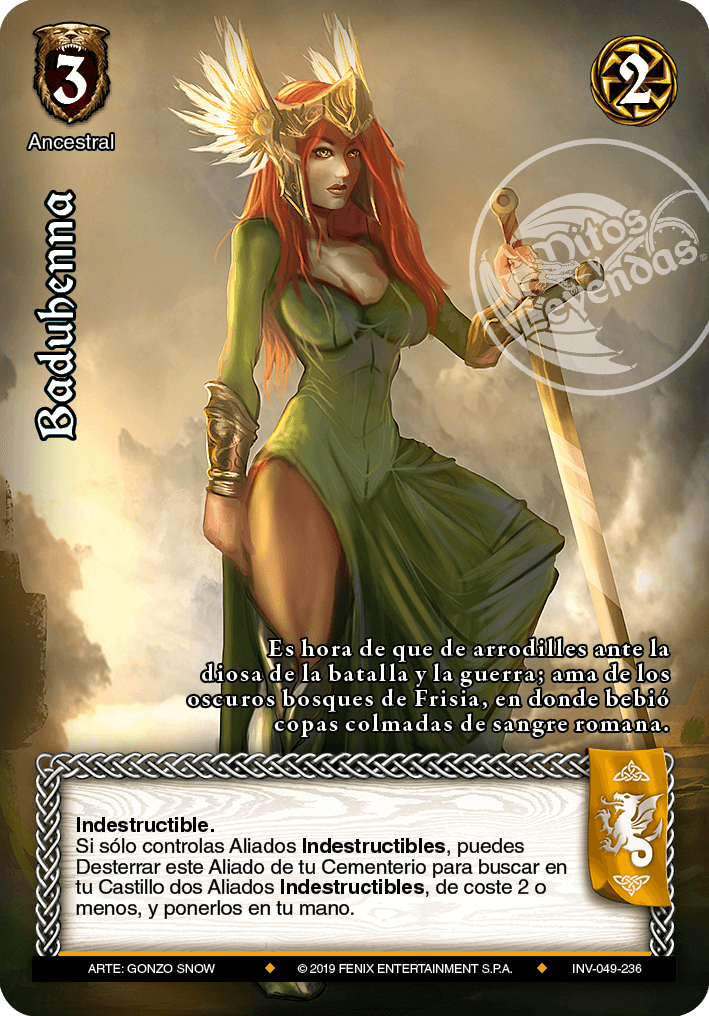 3
2
Ancestral
Baduhenna
Mitos
Leyendas
Es hora de que de arrodilles ante la
diosa de la batalla y la guerra; ama de los
oscuros bosques de Frisia, en donde bebió
copas colmadas de sangre romana.
Indestructible.
Si sólo controlas Aliados Indestructibles, puedes
Desterrar este Aliado de tu Cementerio para buscar en
tu Castillo dos Aliados Indestructibles, de coste 2 o
menos, y ponerlos en tu mano.
ARTE: GONZO SNOW ◆ © 2019 FENIX ENTERTAINMENT S.P.A. ◆ INV-049-236